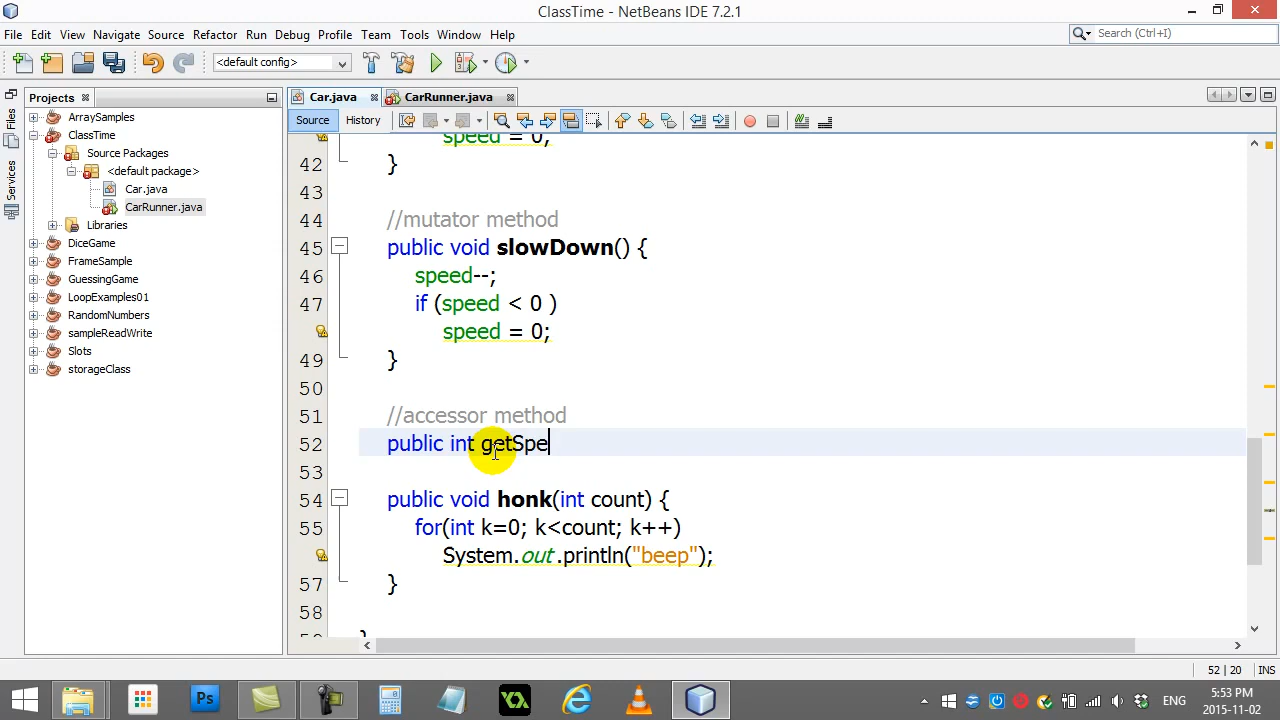 ClassTime - NetBeans IDE 7.2.1
File Edit View Navigate Source Refactor Run Debug Profile Team Tools Window Help
Search (Ctrl+I)
<default config>
Projects
Car.java
CarRunner.java
Files
Services
ArraySamples
ClassTime
Source Packages
<default package>
Car.java
CarRunner.java
Libraries
DiceGame
FrameSample
GuessingGame
LoopExamples01
RandomNumbers
sampleReadWrite
Slots
storageClass
Source History
speed = 0;
42 }
43
44 //mutator method
45 public void slowDown() {
46 speed--;
47 if (speed < 0 )
speed = 0;
49 }
50
51 //accessor method
52 public int getSpe
53
54 public void honk(int count) {
55 for(int k=0; k<count; k++)
System.out.println("beep");
57 }
58
}
52 | 20 INS
Ps
ENG
5:53 PM
2015-11-02